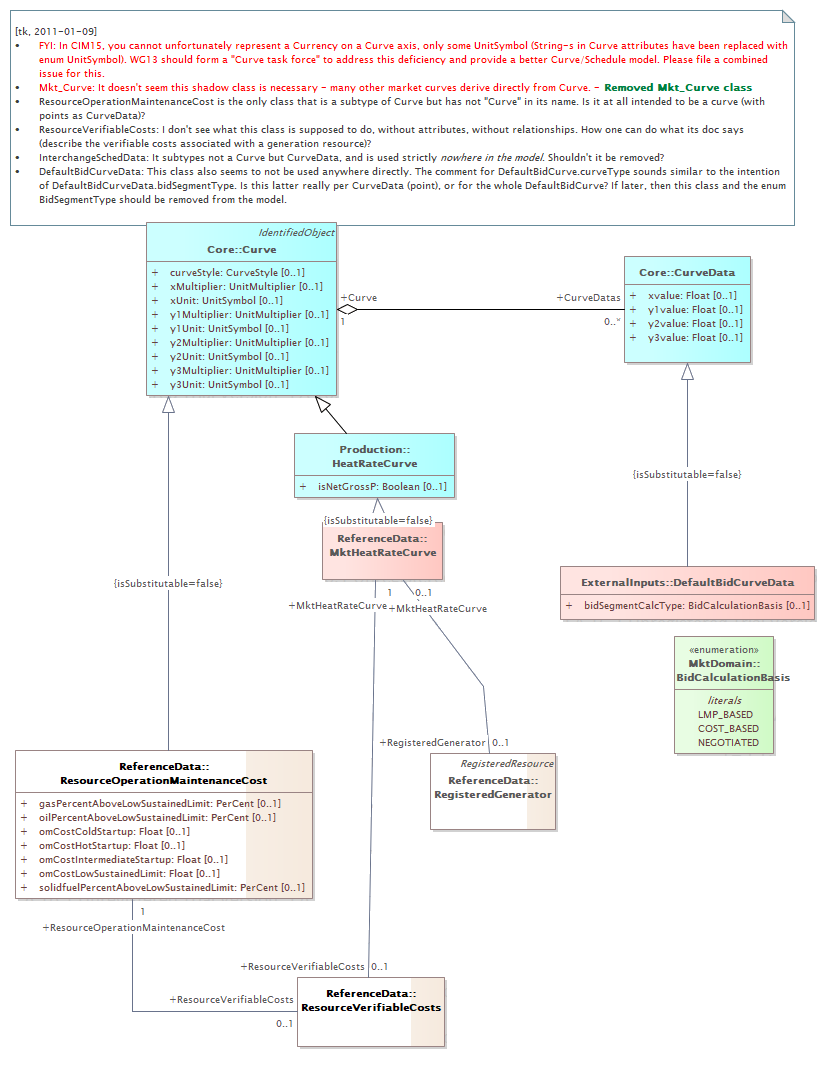 [tk, 2011-01-09]
• FYI: In CIM15, you cannot unfortunately represent a Currency on a Curve axis, only some UnitSymbol (String-s in Curve attributes have been replaced with
enum UnitSymbol). WG13 should form a "Curve task force" to address this deficiency and provide a better Curve/Schedule model. Please file a combined
issue for this.
• Mkt_Curve: It doesn't seem this shadow class is necessary - many other market curves derive directly from Curve. - Removed Mkt_Curve class
• ResourceOperationMaintenanceCost is the only class that is a subtype of Curve but has not "Curve" in its name. Is it at all intended to be a curve (with
points as CurveData)?
• ResourceVerifiableCosts: I don't see what this class is supposed to do, without attributes, without relationships. How one can do what its doc says
(describe the verifiable costs associated with a generation resource)?
• InterchangeSchedData: It subtypes not a Curve but CurveData, and is used strictly nowhere in the model. Shouldn't it be removed?
• DefaultBidCurveData: This class also seems to not be used anywhere directly. The comment for DefaultBidCurve.curveType sounds similar to the intention
of DefaultBidCurveData.bidSegmentType. Is this latter really per CurveData (point), or for the whole DefaultBidCurve? If later, then this class and the enum
BidSegmentType should be removed from the model.
IdentifiedObject
Core::Curve
+ curveStyle: CurveStyle [0..1]
+ xMultiplier: UnitMultiplier [0..1]
+ xUnit: UnitSymbol [0..1]
+ y1Multiplier: UnitMultiplier [0..1]
+ y1Unit: UnitSymbol [0..1]
+ y2Multiplier: UnitMultiplier [0..1]
+ y2Unit: UnitSymbol [0..1]
+ y3Multiplier: UnitMultiplier [0..1]
+ y3Unit: UnitSymbol [0..1]
+Curve
1
+CurveDatas
0..*
Core::CurveData
+ xvalue: Float [0..1]
+ y1value: Float [0..1]
+ y2value: Float [0..1]
+ y3value: Float [0..1]
Production::
HeatRateCurve
+ isNetGrossP: Boolean [0..1]
{isSubstitutable=false}
{isSubstitutable=false}
ReferenceData::
MktHeatRateCurve
{isSubstitutable=false}
ExternalInputs::DefaultBidCurveData
+ bidSegmentCalcType: BidCalculationBasis [0..1]
1
+MktHeatRateCurve
0..1
+MktHeatRateCurve
«enumeration»
MktDomain::
BidCalculationBasis
literals
LMP_BASED
COST_BASED
NEGOTIATED
+RegisteredGenerator 0..1
RegisteredResource
ReferenceData::
RegisteredGenerator
ReferenceData::
ResourceOperationMaintenanceCost
+ gasPercentAboveLowSustainedLimit: PerCent [0..1]
+ oilPercentAboveLowSustainedLimit: PerCent [0..1]
+ omCostColdStartup: Float [0..1]
+ omCostHotStartup: Float [0..1]
+ omCostIntermediateStartup: Float [0..1]
+ omCostLowSustainedLimit: Float [0..1]
+ solidfuelPercentAboveLowSustainedLimit: PerCent [0..1]
1
+ResourceOperationMaintenanceCost
+ResourceVerifiableCosts 0..1
+ResourceVerifiableCosts
0..1
ReferenceData::
ResourceVerifiableCosts